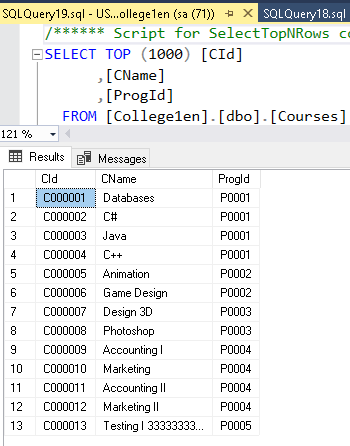 SQLQuery19.sql - US...ollege1en (sa (71))* SQLQuery18.sql
/****** Script for SelectTopNRows co
SELECT TOP (1000) [CId]
,[CName]
,[ProgId]
FROM [College1en].[dbo].[Courses]
121 %
Results Messages
CId CName ProgId
1 C000001 Databases P0001
2 C000002 C# P0001
3 C000003 Java P0001
4 C000004 C++ P0001
5 C000005 Animation P0002
6 C000006 Game Design P0002
7 C000007 Design 3D P0003
8 C000008 Photoshop P0003
9 C000009 Accounting I P0004
10 C000010 Marketing P0004
11 C000011 Accounting II P0004
12 C000012 Marketing II P0004
13 C000013 Testing I 33333333... P0005